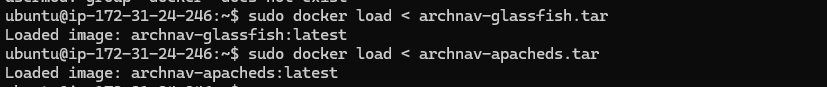 ubuntu@ip-172-31-24-246:~$ sudo docker load < archnav-glassfish.tar
Loaded image: archnav-glassfish:latest
ubuntu@ip-172-31-24-246:~$ sudo docker load < archnav-apacheds.tar
Loaded image: archnav-apacheds:latest